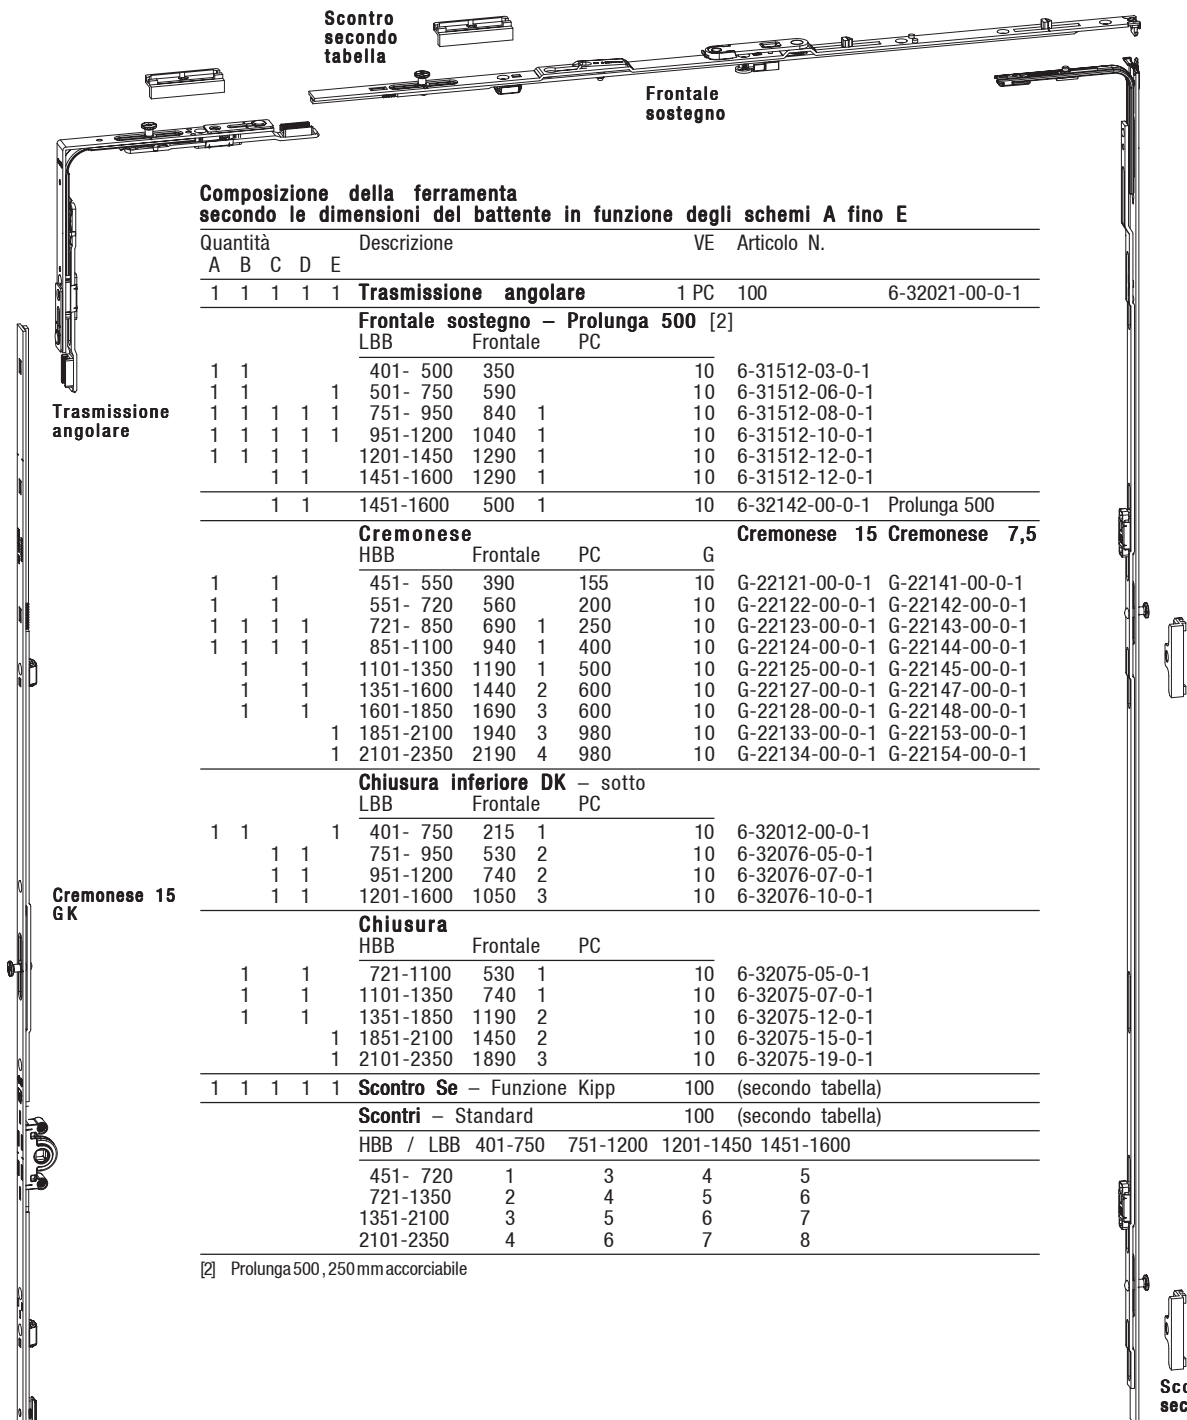 Scontro
secondo
tabella
Frontale
sostegno
Composizione della ferramenta
secondo le dimensioni del battente in funzione degli schemi A fino E
Quantità Descrizione VE Articolo N.
A B C D E
1 1 1 1 1 Trasmissione angolare 1 PC 100 6-32021-00-0-1
Frontale sostegno – Prolunga 500 [2]
LBB Frontale PC
1 1 401- 500 350 10 6-31512-03-0-1
1 1 1 501- 750 590 10 6-31512-06-0-1
1 1 1 1 1 751- 950 840 1 10 6-31512-08-0-1
1 1 1 1 1 951-1200 1040 1 10 6-31512-10-0-1
1 1 1 1 1201-1450 1290 1 10 6-31512-12-0-1
1 1 1451-1600 1290 1 10 6-31512-12-0-1
1 1 1451-1600 500 1 10 6-32142-00-0-1 Prolunga 500
Trasmissione
angolare
Cremonese Cremonese 15 Cremonese 7,5
HBB Frontale PC G
1 1 451- 550 390 155 10 G-22121-00-0-1 G-22141-00-0-1
1 1 551- 720 560 200 10 G-22122-00-0-1 G-22142-00-0-1
1 1 1 1 721- 850 690 1 250 10 G-22123-00-0-1 G-22143-00-0-1
1 1 1 1 851-1100 940 1 400 10 G-22124-00-0-1 G-22144-00-0-1
1 1 1101-1350 1190 1 500 10 G-22125-00-0-1 G-22145-00-0-1
1 1 1351-1600 1440 2 600 10 G-22127-00-0-1 G-22147-00-0-1
1 1 1601-1850 1690 3 600 10 G-22128-00-0-1 G-22148-00-0-1
1 1851-2100 1940 3 980 10 G-22133-00-0-1 G-22153-00-0-1
1 2101-2350 2190 4 980 10 G-22134-00-0-1 G-22154-00-0-1
Chiusura inferiore DK – sotto
LBB Frontale PC
1 1 1 401- 750 215 1 10 6-32012-00-0-1
1 1 751- 950 530 2 10 6-32076-05-0-1
1 1 951-1200 740 2 10 6-32076-07-0-1
1 1 1201-1600 1050 3 10 6-32076-10-0-1
Cremonese 15
GK
Chiusura
HBB Frontale PC
1 1 721-1100 530 1 10 6-32075-05-0-1
1 1 1101-1350 740 1 10 6-32075-07-0-1
1 1 1351-1850 1190 2 10 6-32075-12-0-1
1 1851-2100 1450 2 10 6-32075-15-0-1
1 2101-2350 1890 3 10 6-32075-19-0-1
1 1 1 1 1 Scontro Se – Funzione Kipp 100 (secondo tabella)
Scontri – Standard 100 (secondo tabella)
HBB / LBB 401-750 751-1200 1201-1450 1451-1600
451- 720 1 3 4 5
721-1350 2 4 5 6
1351-2100 3 5 6 7
2101-2350 4 6 7 8
[2] Prolunga 500 , 250 mm accorciabile